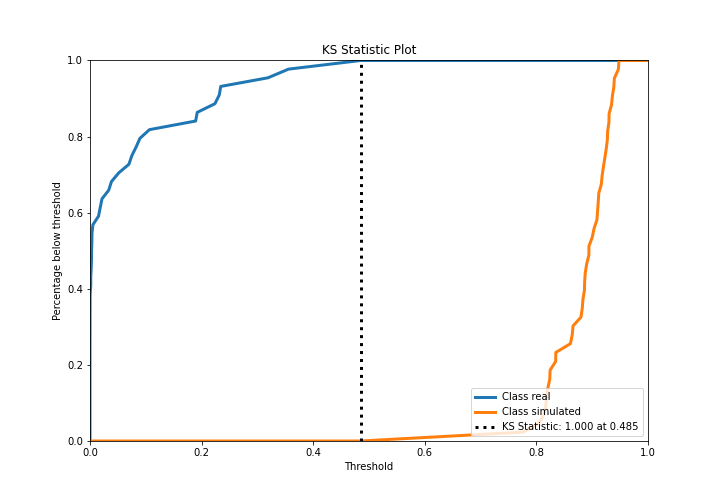 KS Statistic Plot
1.0
0.8
0.6
0.4
0.2
0.0
Percentage below threshold
Class real
Class simulated
KS Statistic: 1.000 at 0.485
0.0 0.2 0.4 0.6 0.8 1.0
Threshold